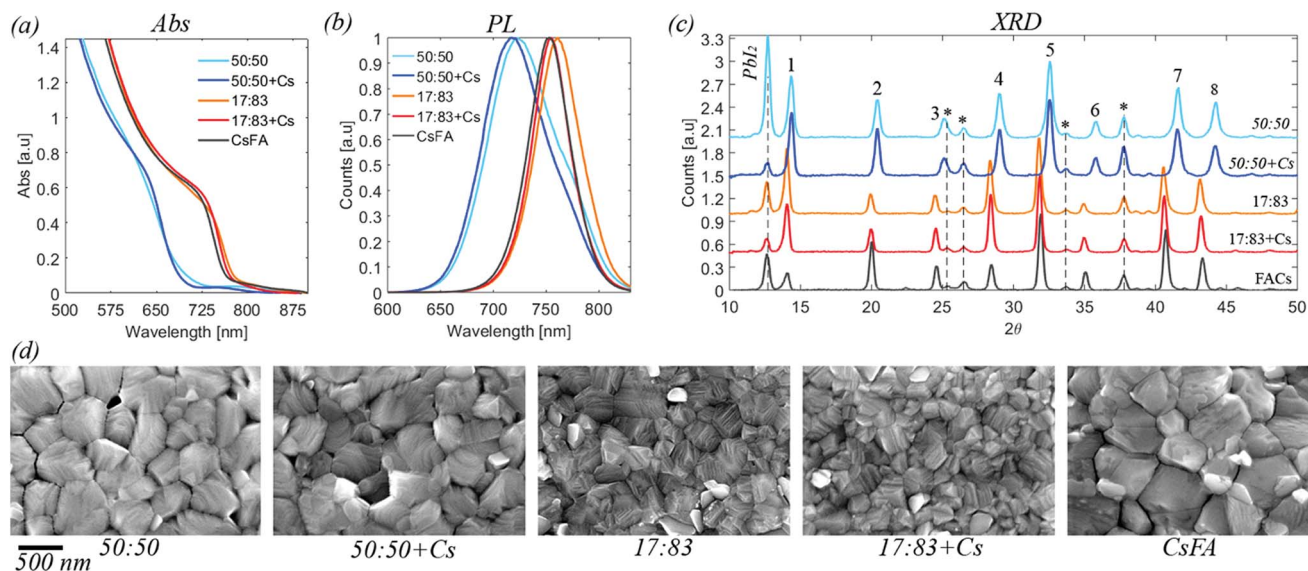 (a)
Abs
1.4
1.2
1
0.8
0.6
0.4
0.2
0
Abs [a.u]
500
575
650
725
800
875
Wavelength [nm]
50:50
50:50+Cs
17:83
17:83+Cs
CsFA
(b)
PL
1
0.9
0.8
0.7
0.6
0.5
0.4
0.3
0.2
0.1
0
Counts [a.u]
600
650
700
750
800
Wavelength [nm]
50:50
50:50+Cs
17:83
17:83+Cs
CsFA
(c)
XRD
3.3
3
2.7
2.4
2.1
1.8
1.5
1.2
0.9
0.6
0.3
0
Counts [a.u]
PbI2
1
2
3
*
*
4
5
*
6
*
7
8
50:50
50:50+Cs
17:83
17:83+Cs
FACs
10
15
20
25
30
35
40
45
50
2θ
(d)
500 nm
50:50
50:50+Cs
17:83
17:83+Cs
CsFA